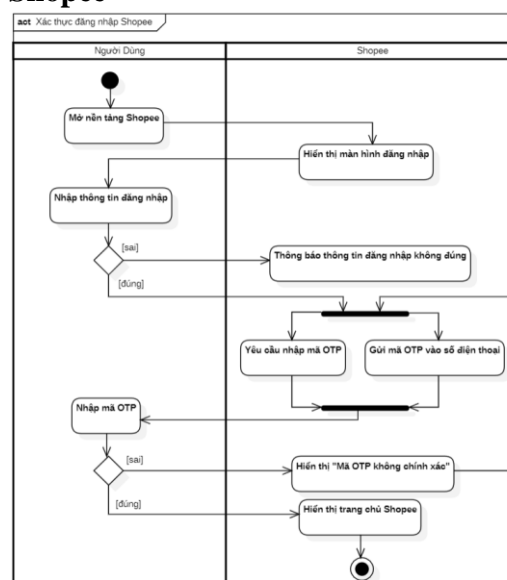 Shopee
act Xác thực đăng nhập Shopee
Người Dùng
Shopee
Mở nền tảng Shopee
Hiển thị màn hình đăng nhập
Nhập thông tin đăng nhập
[sai]
Thông báo thông tin đăng nhập không đúng
[đúng]
Yêu cầu nhập mã OTP
Gửi mã OTP vào số điện thoại
Nhập mã OTP
[sai]
Hiển thị "Mã OTP không chính xác"
[đúng]
Hiển thị trang chủ Shopee